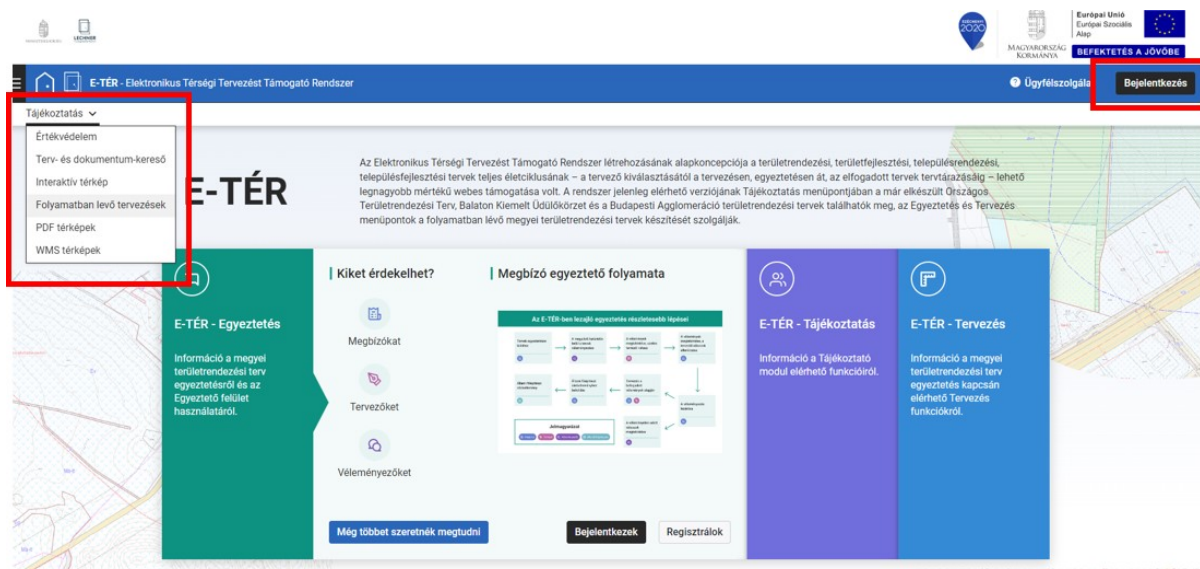 LECHNER
SZÉCHENYI
2020
MAGYARORSZÁG
KORMÁNYA
Európai Unió
Európai Szociális
Alap
BEFEKTETÉS A JÖVŐBE
E-TÉR - Elektronikus Térségi Tervezést Támogató Rendszer
Ügyfélszolgála
Bejelentkezés
Tájékoztatás
Értékvédelem
Terv- és dokumentum-kereső
Interaktív térkép
Folyamatban levő tervezések
PDF térképek
WMS térképek
E-TÉR
Az Elektronikus Térségi Tervezést Támogató Rendszer létrehozásának alapkoncepciója a területrendezési, területfejlesztési, településrendezési,
településfejlesztési tervek teljes életciklusának – a tervező kiválasztásától a tervezésen, egyeztetésen át, az elfogadott tervek tervtárazásáig – lehető
legnagyobb mértékű webes támogatása volt. A rendszer jelenleg elérhető verziójának Tájékoztatás menüpontjában a már elkészült Országos
Területrendezési Terv, Balaton Kiemelt Üdülőkörzet és a Budapesti Agglomeráció területrendezési tervek találhatók meg, az Egyeztetés és Tervezés
menüpontok a folyamatban lévő megyei területrendezési tervek készítését szolgálják.
E-TÉR - Egyeztetés
Információ a megyei
területrendezési terv
egyeztetésről és az
Egyeztető felület
használatáról.
Kiket érdekelhet?
Megbízókat
Tervezőket
Véleményezőket
Még többet szeretnék megtudni
Megbízó egyeztető folyamata
Az E-TÉR-ben lezajló egyeztetés részletesebb lépései
Jelmagyarázat
Bejelentkezek
Regisztrálok
E-TÉR - Tájékoztatás
Információ a Tájékoztató
modul elérhető funkcióiról.
E-TÉR - Tervezés
Információ a megyei
területrendezési terv
egyeztetés kapcsán
elérhető Tervezés
funkciókról.